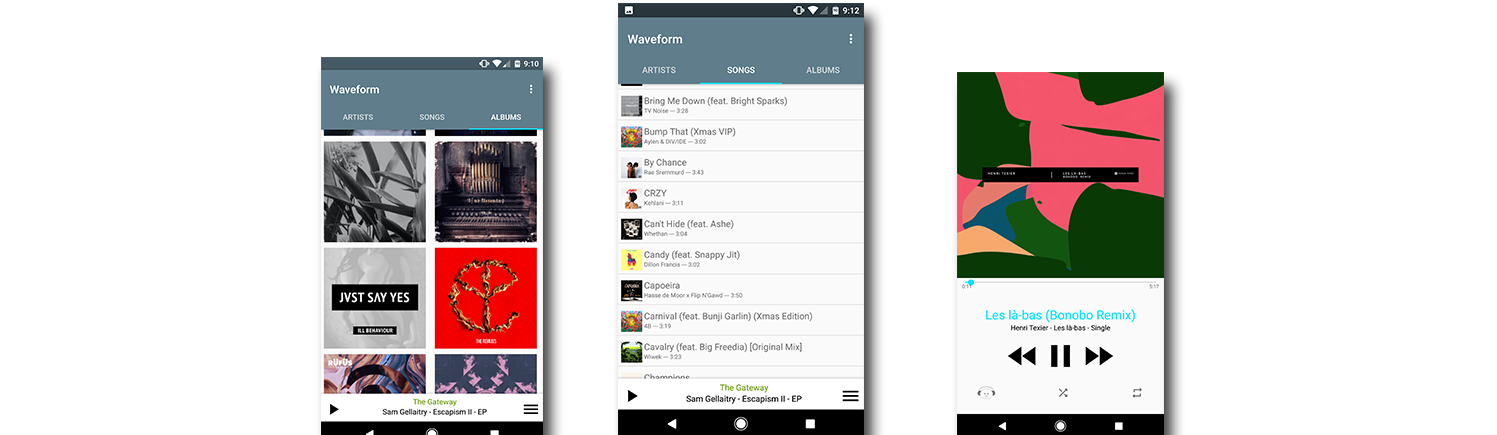 9:10
Waveform
ARTISTS SONGS ALBUMS
JVST SAY YES
ILL BEHAVIOUR
THE REMIXES
RÜFÜS
The Gateway
Sam Gellaitry - Escapism II - EP
9:12
Waveform
ARTISTS SONGS ALBUMS
Bring Me Down (feat. Bright Sparks)
TV Noise — 3:28
Bump That (Xmas VIP)
Aylen & DIV/IDE — 3:02
By Chance
Rae Sremmurd — 3:43
CRZY
Kehlani — 3:11
Can't Hide (feat. Ashe)
Whethan — 3:04
Candy (feat. Snappy Jit)
Dillon Francis — 3:02
Capoeira
Hasse de Moor x Flip N'Gawd — 3:50
Carnival (feat. Bunji Garlin) (Xmas Edition)
4B — 3:19
Cavalry (feat. Big Freedia) [Original Mix]
Wiwek — 3:23
Champions
The Gateway
Sam Gellaitry - Escapism II - EP
HENRI TEXIER
LES LÀ-BAS
BONOBO REMIX
0:11 5:17
Les là-bas (Bonobo Remix)
Henri Texier - Les là-bas - Single